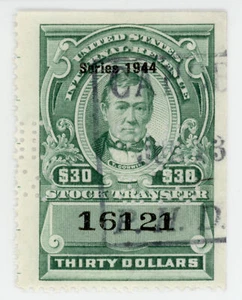 UNITED STATES
Series 1944
INTERNAL REVENUE
$30 $30
STOCK TRANSFER
16121
THIRTY DOLLARS